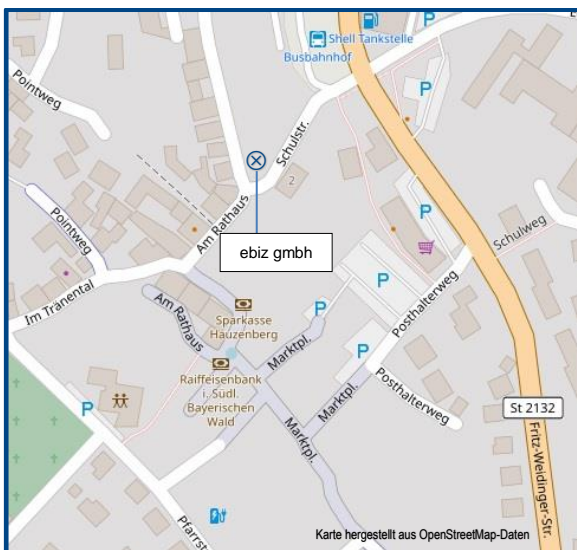 Shell Tankstelle
Busbahnhof
Pointweg
Schulstr.
2
Am Rathaus
Pointweg
ebiz gmbh
Schulweg
Im Tränental
Am Rathaus
Sparkasse
Hauzenberg
Posthalterweg
Marktpl.
Raiffeisenbank
i. Südl.
Bayerischen
Wald
Marktpl.
Posthalterweg
Marktpl.
St 2132
Fritz-Weidinger-Str.
Pfarrst
Karte hergestellt aus OpenStreetMap-Daten
P
P
P
P
P
P
P